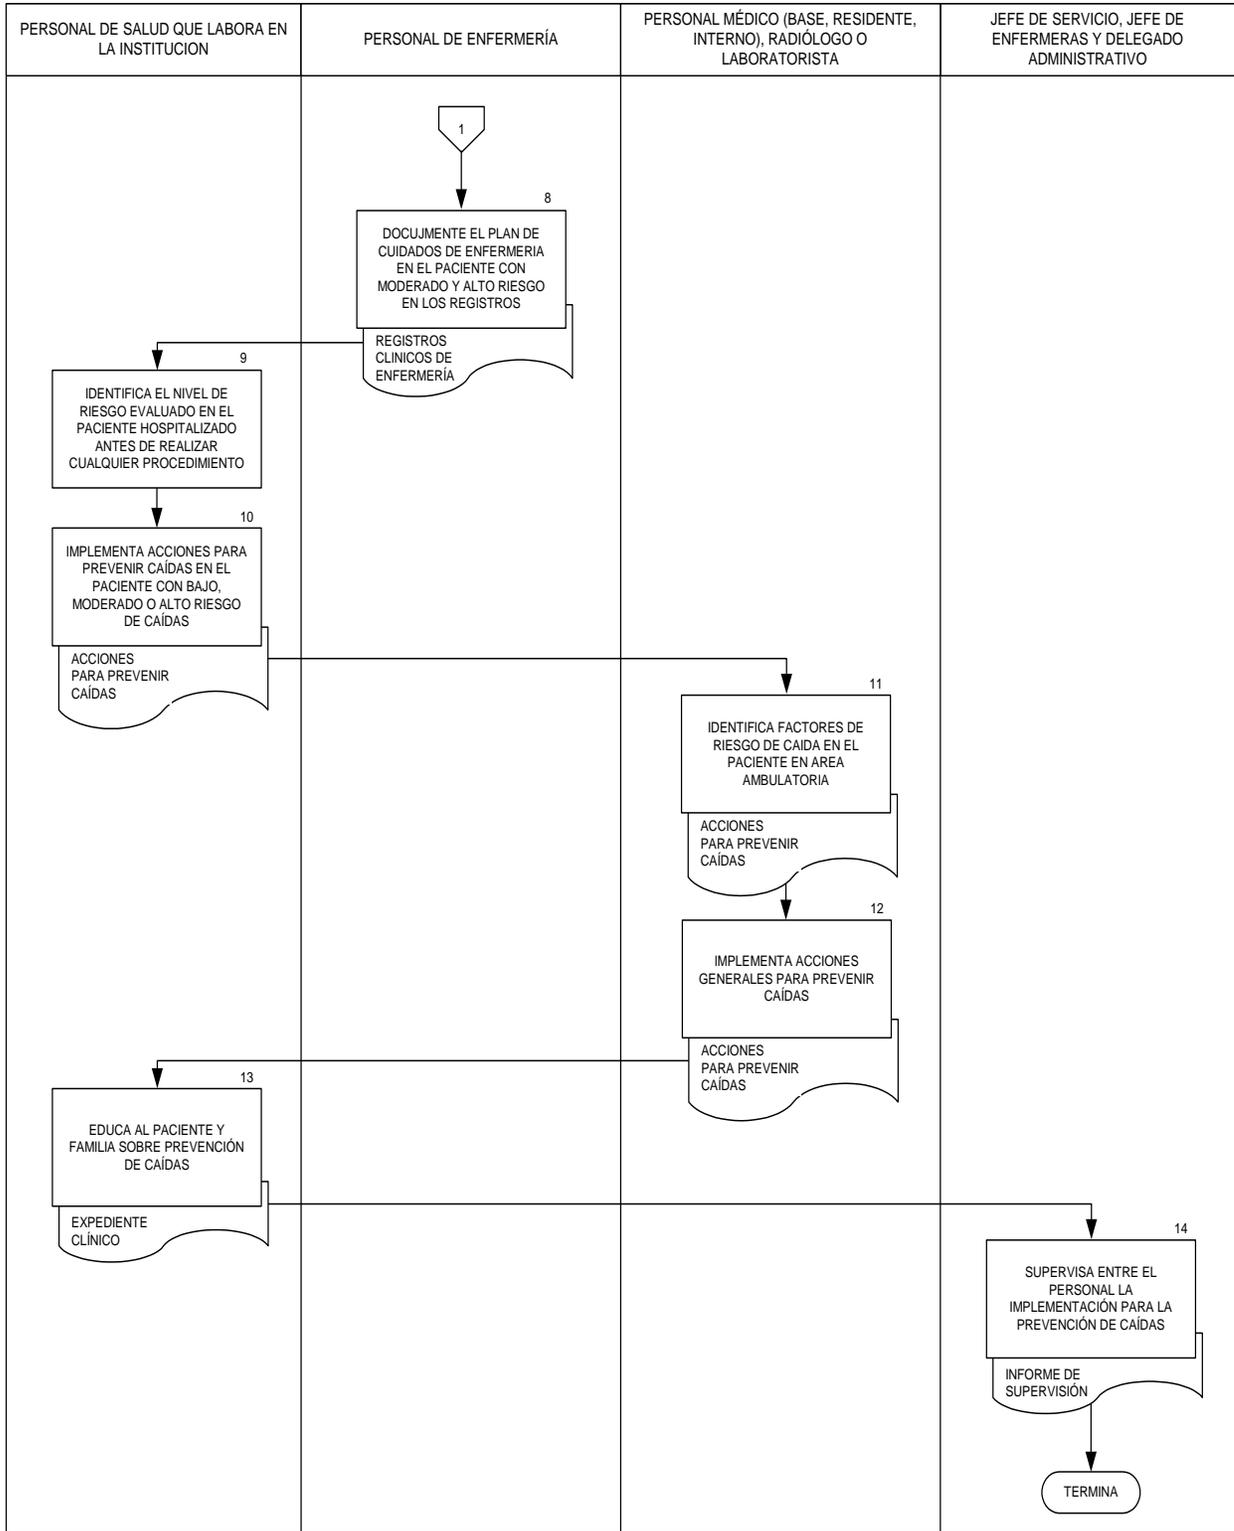 PERSONAL DE SALUD QUE LABORA EN
LA INSTITUCION
PERSONAL DE ENFERMERÍA
PERSONAL MÉDICO (BASE, RESIDENTE,
INTERNO), RADIÓLOGO O
LABORATORISTA
JEFE DE SERVICIO, JEFE DE
ENFERMERAS Y DELEGADO
ADMINISTRATIVO
1
8
DOCUJMENTE EL PLAN DE
CUIDADOS DE ENFERMERIA
EN EL PACIENTE CON
MODERADO Y ALTO RIESGO
EN LOS REGISTROS
REGISTROS
CLINICOS DE
ENFERMERÍA
9
IDENTIFICA EL NIVEL DE
RIESGO EVALUADO EN EL
PACIENTE HOSPITALIZADO
ANTES DE REALIZAR
CUALQUIER PROCEDIMIENTO
10
IMPLEMENTA ACCIONES PARA
PREVENIR CAÍDAS EN EL
PACIENTE CON BAJO,
MODERADO O ALTO RIESGO
DE CAÍDAS
ACCIONES
PARA PREVENIR
CAÍDAS
11
IDENTIFICA FACTORES DE
RIESGO DE CAIDA EN EL
PACIENTE EN AREA
AMBULATORIA
ACCIONES
PARA PREVENIR
CAÍDAS
12
IMPLEMENTA ACCIONES
GENERALES PARA PREVENIR
CAÍDAS
ACCIONES
PARA PREVENIR
CAÍDAS
13
EDUCA AL PACIENTE Y
FAMILIA SOBRE PREVENCIÓN
DE CAÍDAS
EXPEDIENTE
CLÍNICO
14
SUPERVISA ENTRE EL
PERSONAL LA
IMPLEMENTACIÓN PARA LA
PREVENCIÓN DE CAÍDAS
INFORME DE
SUPERVISIÓN
TERMINA